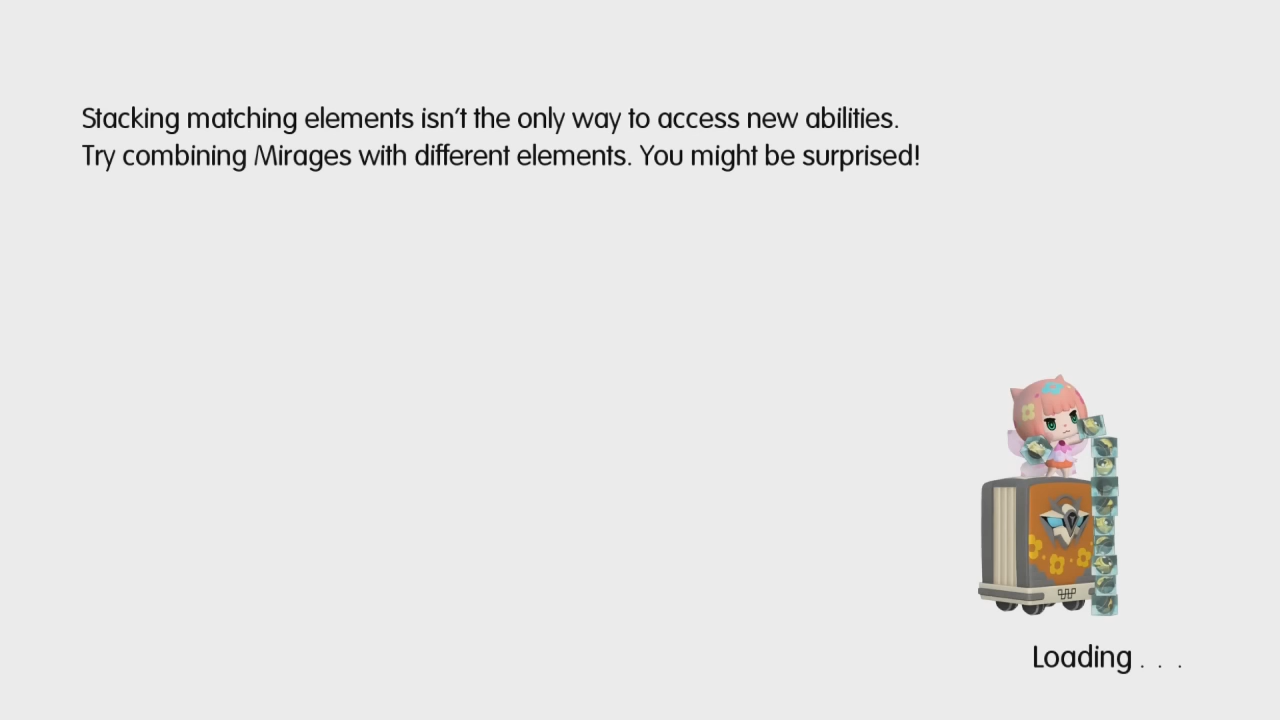 Stacking matching elements isn't the only way to access new abilities.
Try combining Mirages with different elements. You might be surprised!
Loading . . .